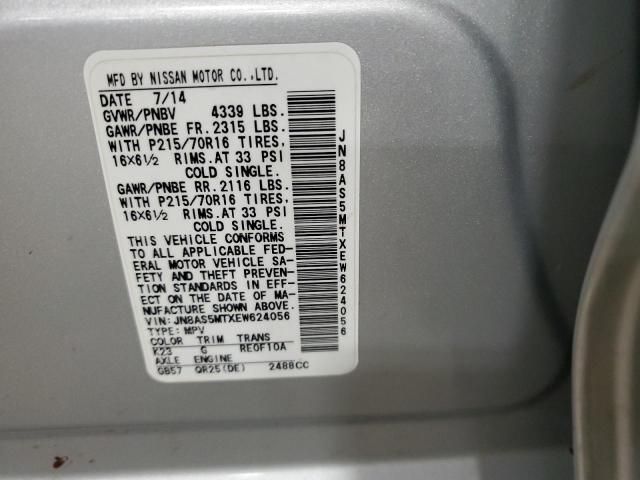 MFD BY NISSAN MOTOR CO.,LTD.
DATE 7/14
GVWR/PNBV 4339 LBS.
GAWR/PNBE FR.2315 LBS.
WITH P215/70R16 TIRES,
16X6½ RIMS.AT 33 PSI
COLD SINGLE.
GAWR/PNBE RR.2116 LBS.
WITH P215/70R16 TIRES,
16X6½ RIMS.AT 33 PSI
COLD SINGLE.
THIS VEHICLE CONFORMS
TO ALL APPLICABLE FED-
ERAL MOTOR VEHICLE SA-
FETY AND THEFT PREVEN-
TION STANDARDS IN EFF-
ECT ON THE DATE OF MA-
NUFACTURE SHOWN ABOVE.
VIN: JN8AS5MTXEW624056
TYPE: MPV
COLOR TRIM TRANS
K23 G RE0F10A
AXLE ENGINE
GB57 QR25(DE) 2488CC
JN8AS5MTXEW624056